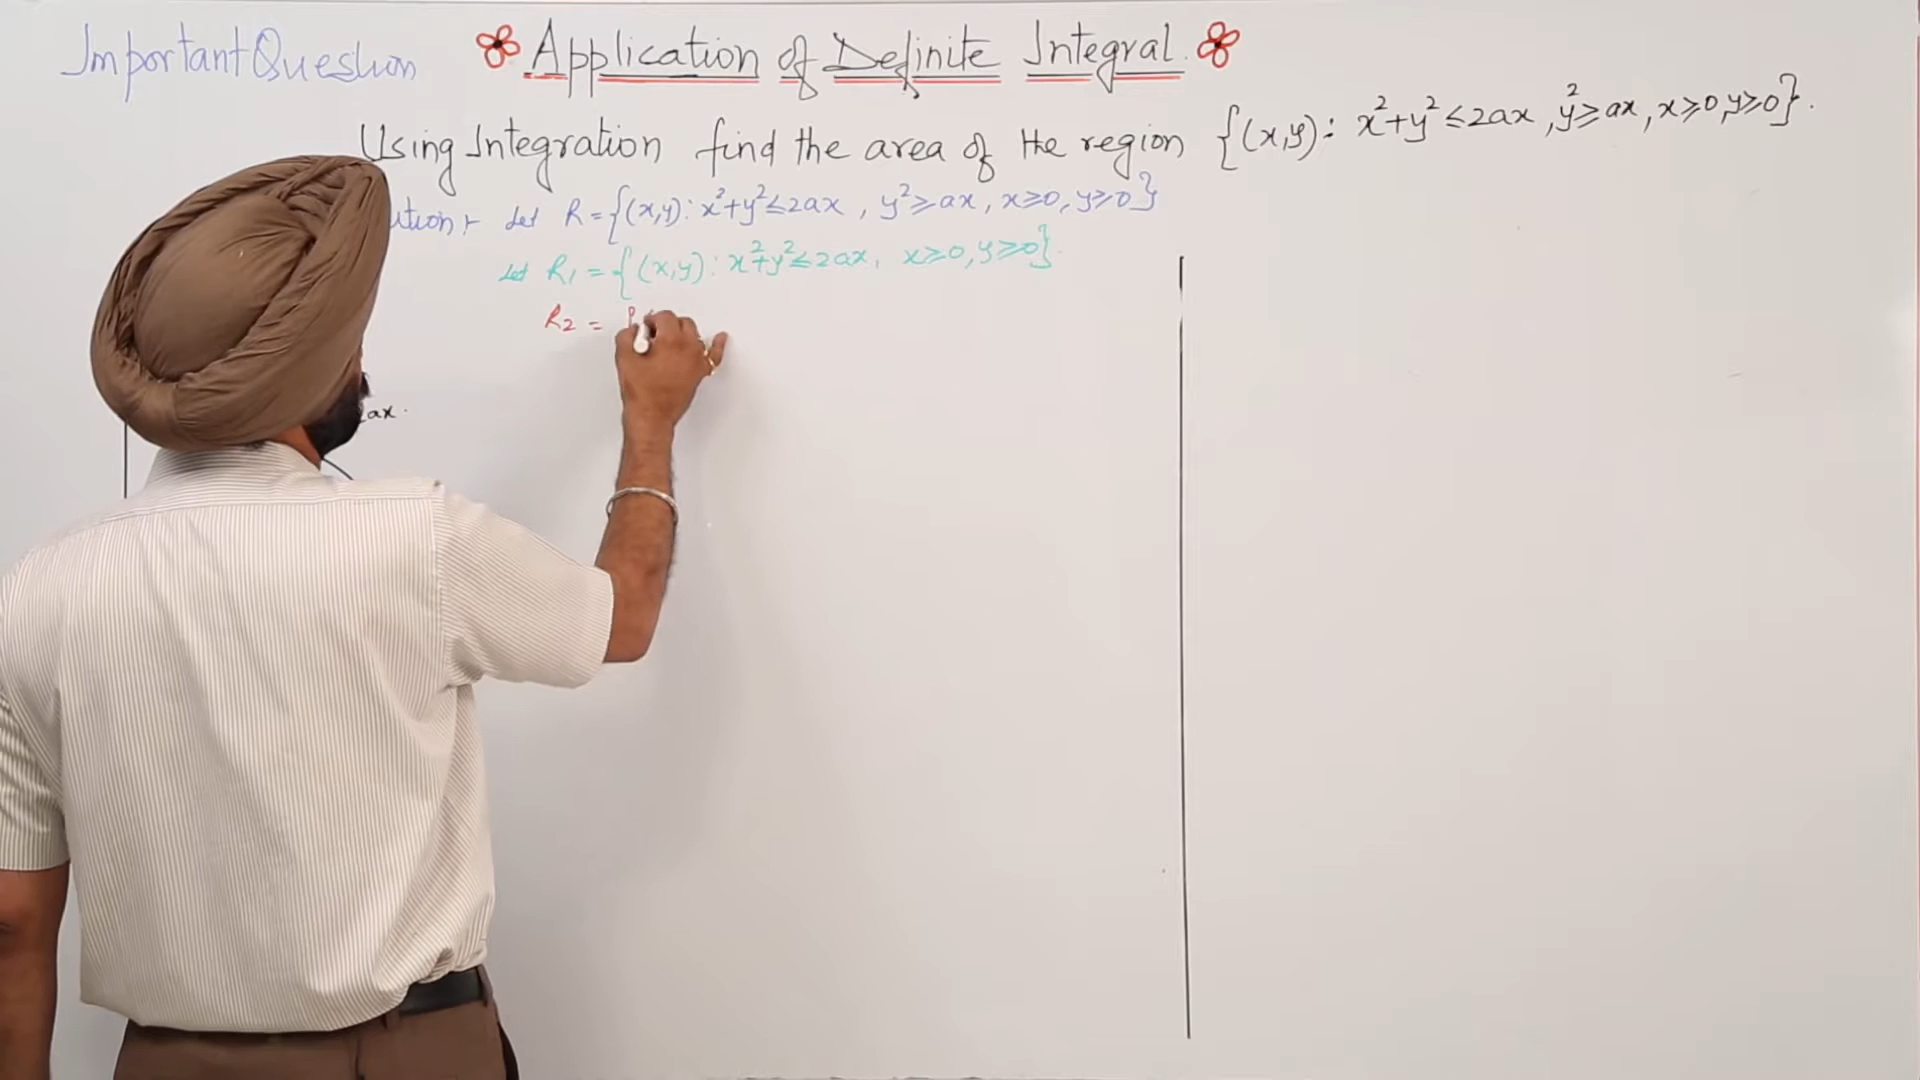 Important Question
Application of Definite Integral.
Using Integration find the area of the region {(x,y): x²+y² ≤ 2ax, y² ≥ ax, x ≥ 0, y ≥ 0}.
ution :- Let R = {(x,y): x²+y² ≤ 2ax, y² ≥ ax, x ≥ 0, y ≥ 0}
Let R₁ = {(x,y): x²+y² ≤ 2ax, x ≥ 0, y ≥ 0}.
R₂ = {(
ax.